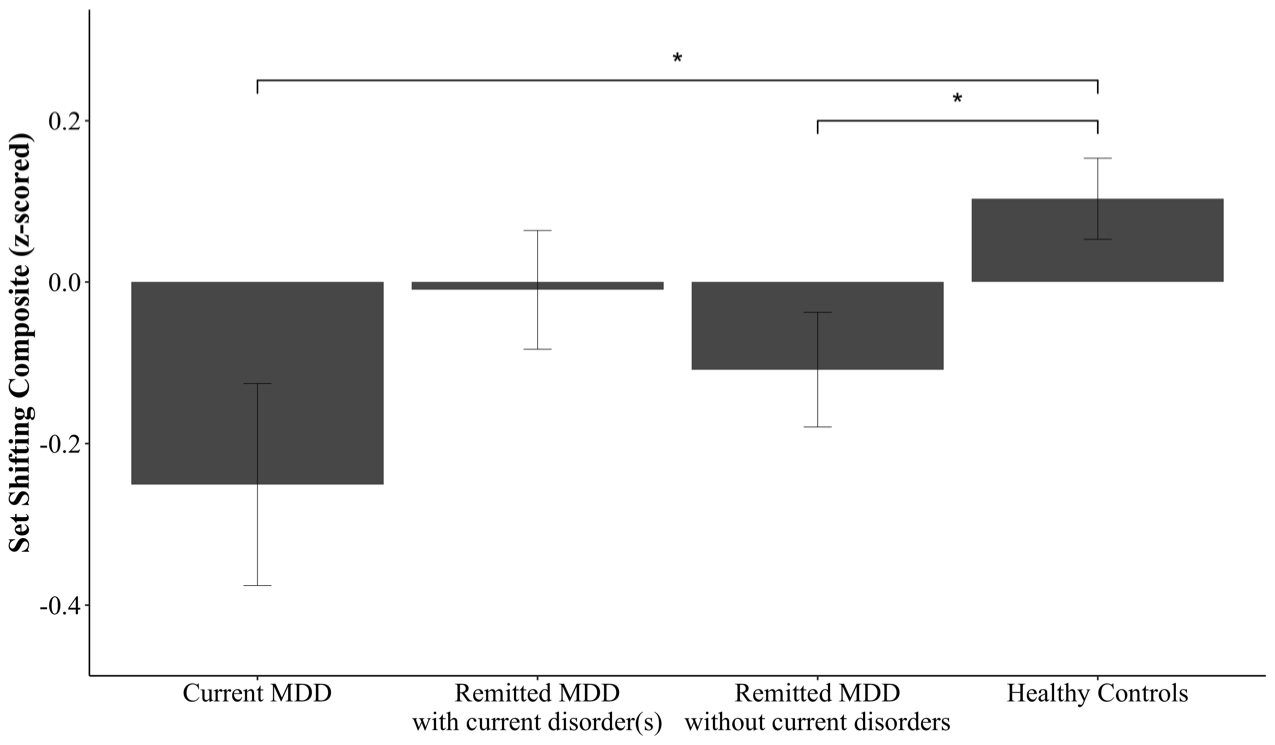 *
*
0.2
0.0
-0.2
-0.4
Set Shifting Composite (z-scored)
Current MDD
Remitted MDD
with current disorder(s)
Remitted MDD
without current disorders
Healthy Controls